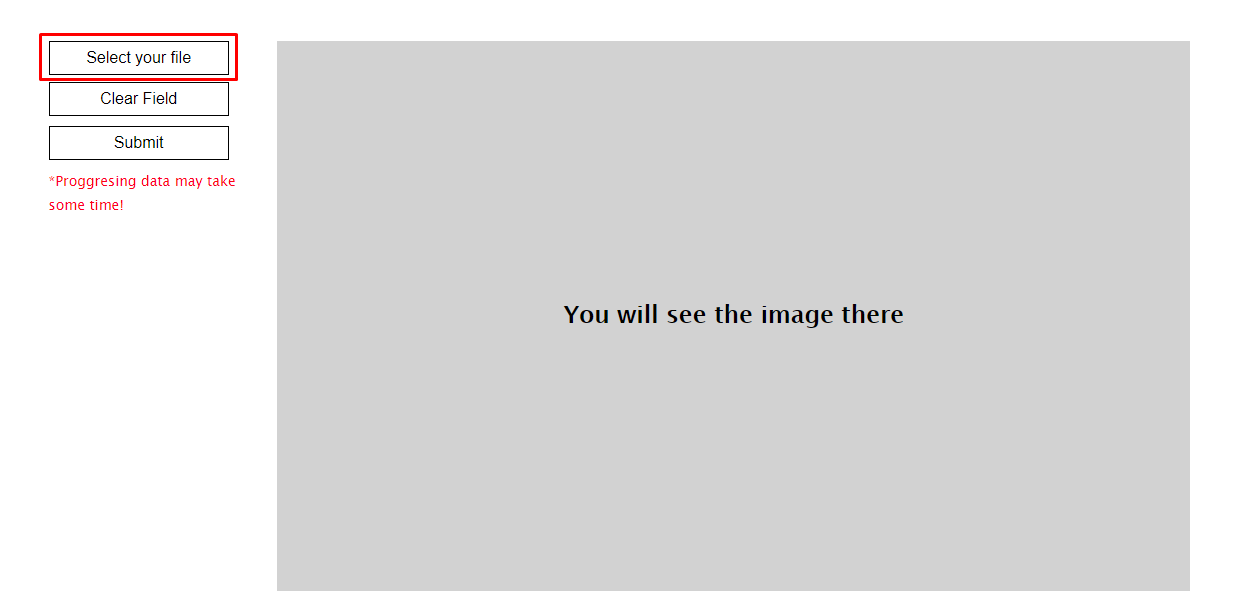 Select your file
Clear Field
Submit
*Proggresing data may take
some time!
You will see the image there